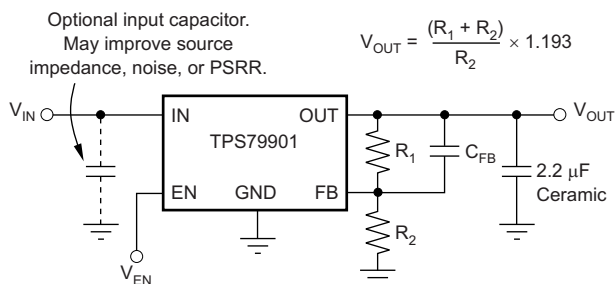 Optional input capacitor.
May improve source
impedance, noise, or PSRR.
V_OUT = (R_1 + R_2) / R_2 × 1.193
V_IN
IN
OUT
V_OUT
TPS79901
R_1
C_FB
2.2 μF
Ceramic
EN
GND
FB
R_2
V_EN